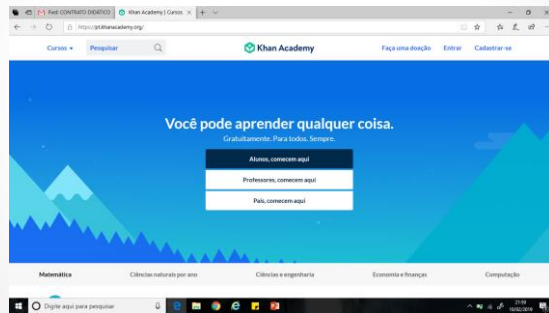 Fwd: CONTRATO DIDÁTICO
Khan Academy | Cursos
https://pt.khanacademy.org/
Cursos
Pesquisar
Khan Academy
Faça uma doação
Entrar
Cadastrar-se
Você pode aprender qualquer coisa.
Gratuitamente. Para todos. Sempre.
Alunos, comecem aqui
Professores, comecem aqui
Pais, comecem aqui
Matemática
Ciências naturais por ano
Ciências e engenharia
Economia e finanças
Computação
Digite aqui para pesquisar